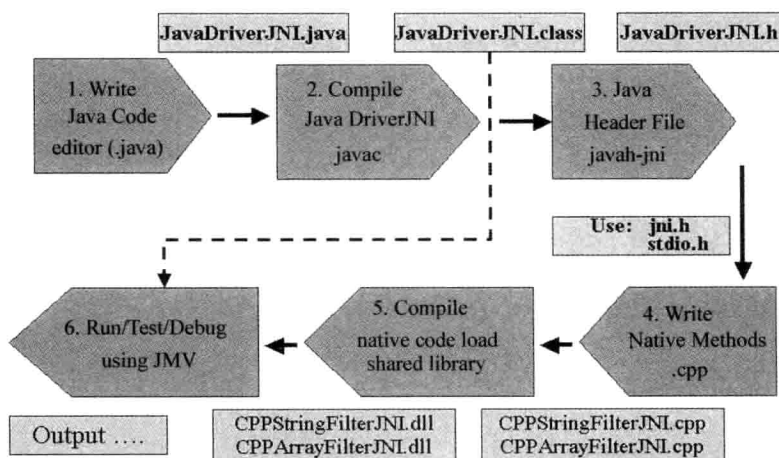 JavaDriverJNI.java
JavaDriverJNI.class
JavaDriverJNI.h
1. Write
Java Code
editor (.java)
2. Compile
Java DriverJNI
javac
3. Java
Header File
javah-jni
Use: jni.h
stdio.h
6. Run/Test/Debug
using JMV
5. Compile
native code load
shared library
4. Write
Native Methods
.cpp
Output ....
CPPStringFilterJNI.dll
CPPArrayFilterJNI.dll
CPPStringFilterJNI.cpp
CPPArrayFilterJNI.cpp